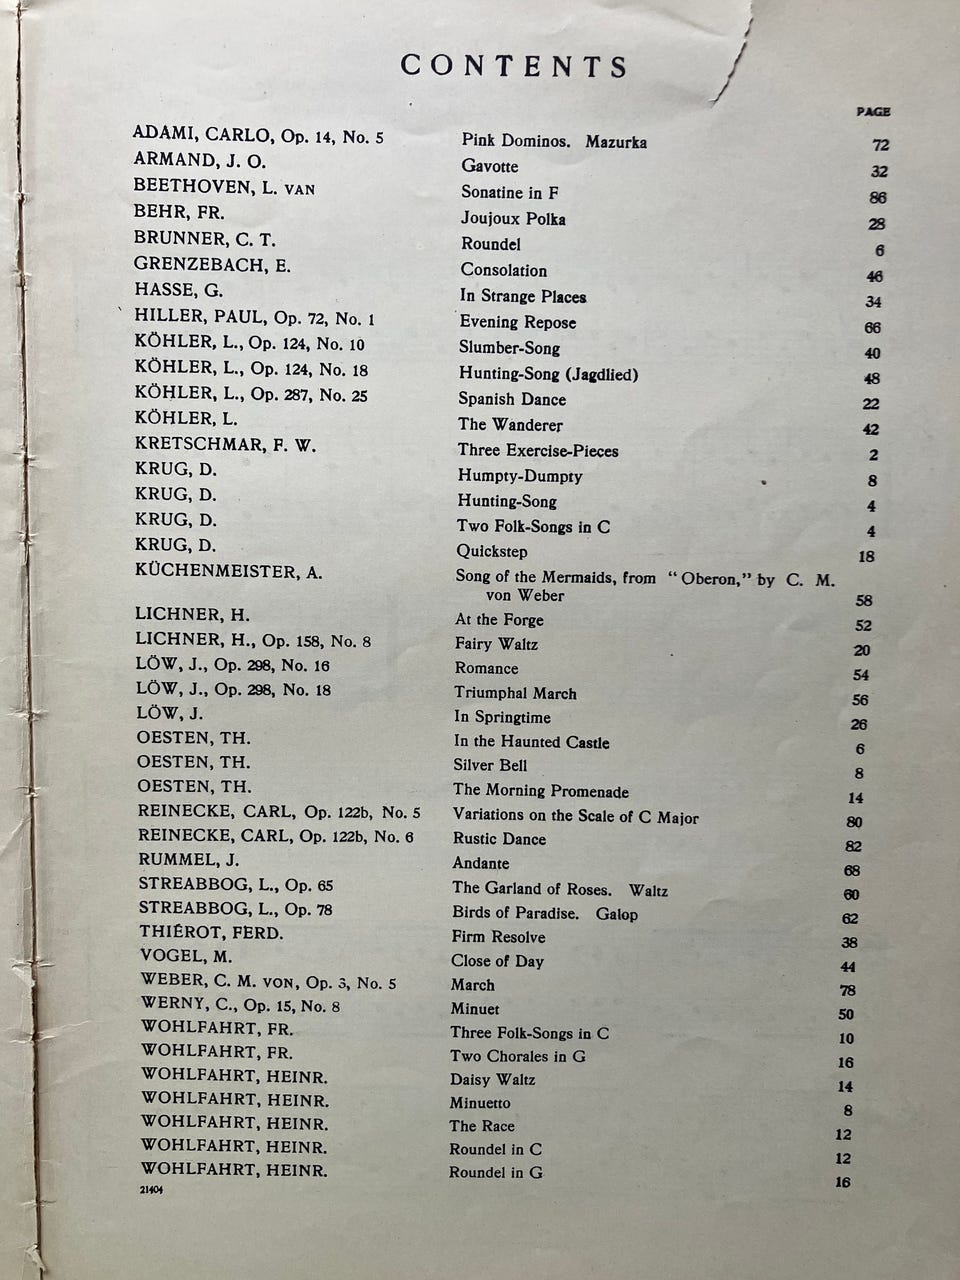 CONTENTS
PAGE
ADAMI, CARLO, Op. 14, No. 5 Pink Dominos. Mazurka 72
ARMAND, J. O. Gavotte 32
BEETHOVEN, L. VAN Sonatine in F 86
BEHR, FR. Joujoux Polka 28
BRUNNER, C. T. Roundel 6
GRENZEBACH, E. Consolation 46
HASSE, G. In Strange Places 34
HILLER, PAUL, Op. 72, No. 1 Evening Repose 66
KÖHLER, L., Op. 124, No. 10 Slumber-Song 40
KÖHLER, L., Op. 124, No. 18 Hunting-Song (Jagdlied) 48
KÖHLER, L., Op. 287, No. 25 Spanish Dance 22
KÖHLER, L. The Wanderer 42
KRETSCHMAR, F. W. Three Exercise-Pieces 2
KRUG, D. Humpty-Dumpty 8
KRUG, D. Hunting-Song 4
KRUG, D. Two Folk-Songs in C 4
KRUG, D. Quickstep 18
KÜCHENMEISTER, A. Song of the Mermaids, from "Oberon," by C. M.
von Weber 58
LICHNER, H. At the Forge 52
LICHNER, H., Op. 158, No. 8 Fairy Waltz 20
LÖW, J., Op. 298, No. 16 Romance 54
LÖW, J., Op. 298, No. 18 Triumphal March 56
LÖW, J. In Springtime 26
OESTEN, TH. In the Haunted Castle 6
OESTEN, TH. Silver Bell 8
OESTEN, TH. The Morning Promenade 14
REINECKE, CARL, Op. 122b, No. 5 Variations on the Scale of C Major 80
REINECKE, CARL, Op. 122b, No. 6 Rustic Dance 82
RUMMEL, J. Andante 68
STREABBOG, L., Op. 65 The Garland of Roses. Waltz 60
STREABBOG, L., Op. 78 Birds of Paradise. Galop 62
THIÉROT, FERD. Firm Resolve 38
VOGEL, M. Close of Day 44
WEBER, C. M. VON, Op. 3, No. 5 March 78
WERNY, C., Op. 15, No. 8 Minuet 50
WOHLFAHRT, FR. Three Folk-Songs in C 10
WOHLFAHRT, FR. Two Chorales in G 16
WOHLFAHRT, HEINR. Daisy Waltz 14
WOHLFAHRT, HEINR. Minuetto 8
WOHLFAHRT, HEINR. The Race 12
WOHLFAHRT, HEINR. Roundel in C 12
WOHLFAHRT, HEINR. Roundel in G 16
21404